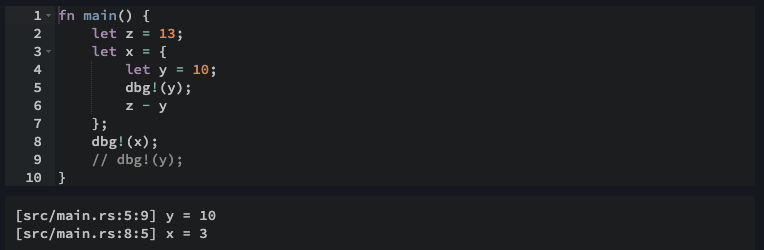 1 fn main() {
2     let z = 13;
3     let x = {
4         let y = 10;
5         dbg!(y);
6         z - y
7     };
8     dbg!(x);
9     // dbg!(y);
10 }
[src/main.rs:5:9] y = 10
[src/main.rs:8:5] x = 3